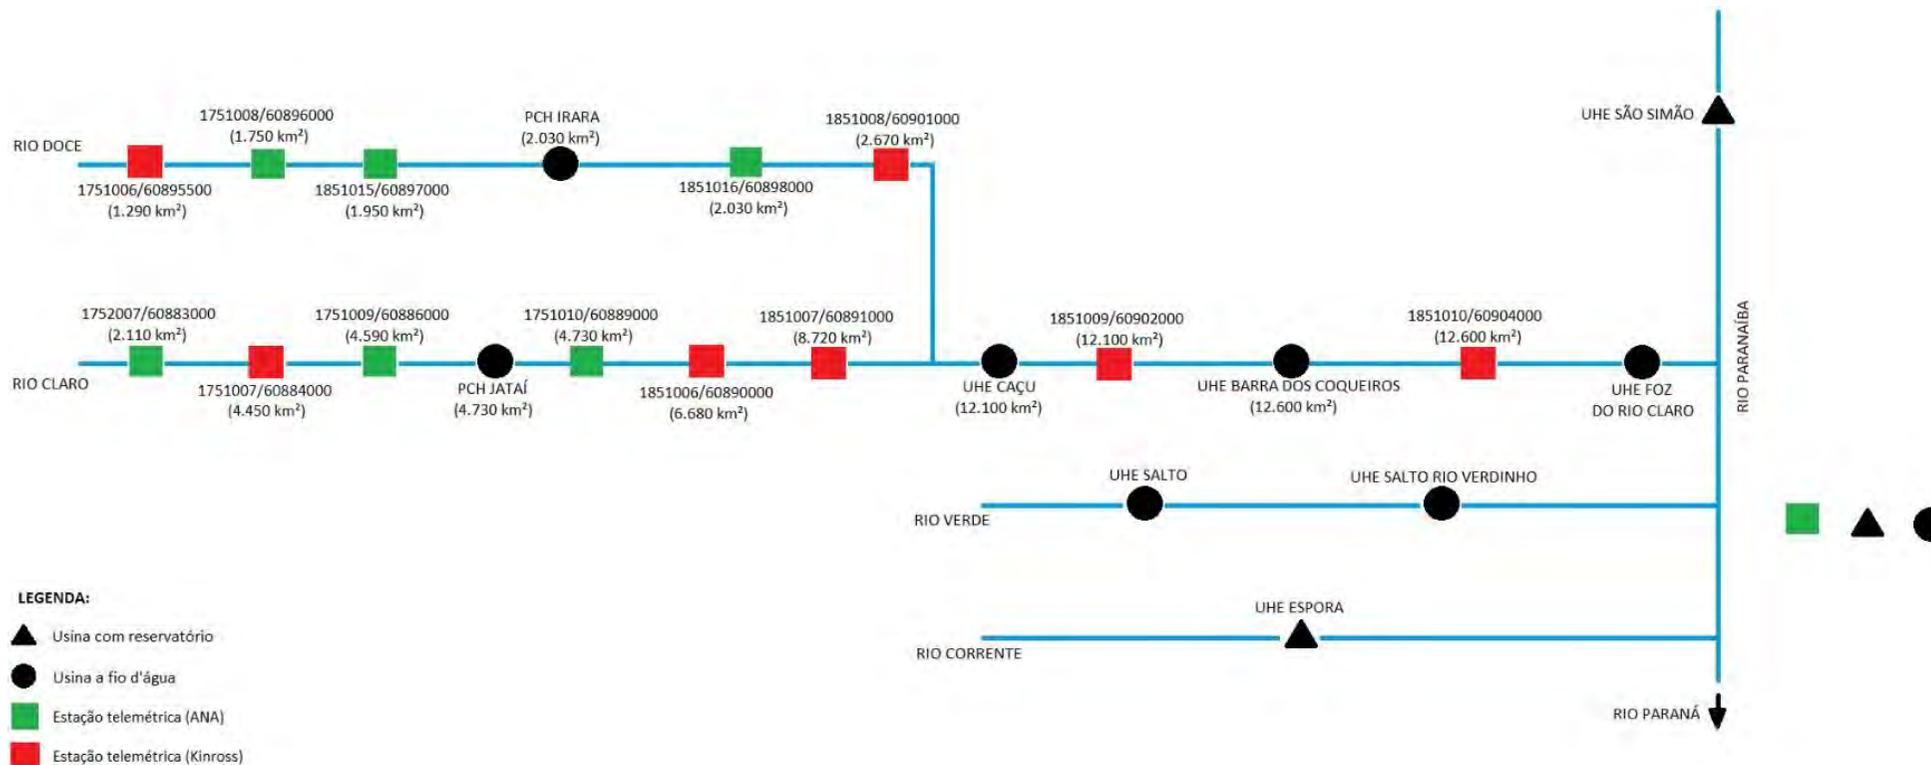 RIO DOCE
1751006/60895500
(1.290 km²)
1751008/60896000
(1.750 km²)
1851015/60897000
(1.950 km²)
PCH IRARA
(2.030 km²)
1851016/60898000
(2.030 km²)
1851008/60901000
(2.670 km²)
UHE SÃO SIMÃO
RIO CLARO
1752007/60883000
(2.110 km²)
1751007/60884000
(4.450 km²)
1751009/60886000
(4.590 km²)
PCH JATAÍ
(4.730 km²)
1751010/60889000
(4.730 km²)
1851006/60890000
(6.680 km²)
1851007/60891000
(8.720 km²)
UHE CAÇU
(12.100 km²)
1851009/60902000
(12.100 km²)
UHE BARRA DOS COQUEIROS
(12.600 km²)
1851010/60904000
(12.600 km²)
UHE FOZ
DO RIO CLARO
RIO PARANAÍBA
RIO VERDE
UHE SALTO
UHE SALTO RIO VERDINHO
RIO CORRENTE
UHE ESPORA
RIO PARANÁ
LEGENDA:
Usina com reservatório
Usina a fio d'água
Estação telemétrica (ANA)
Estação telemétrica (Kinross)